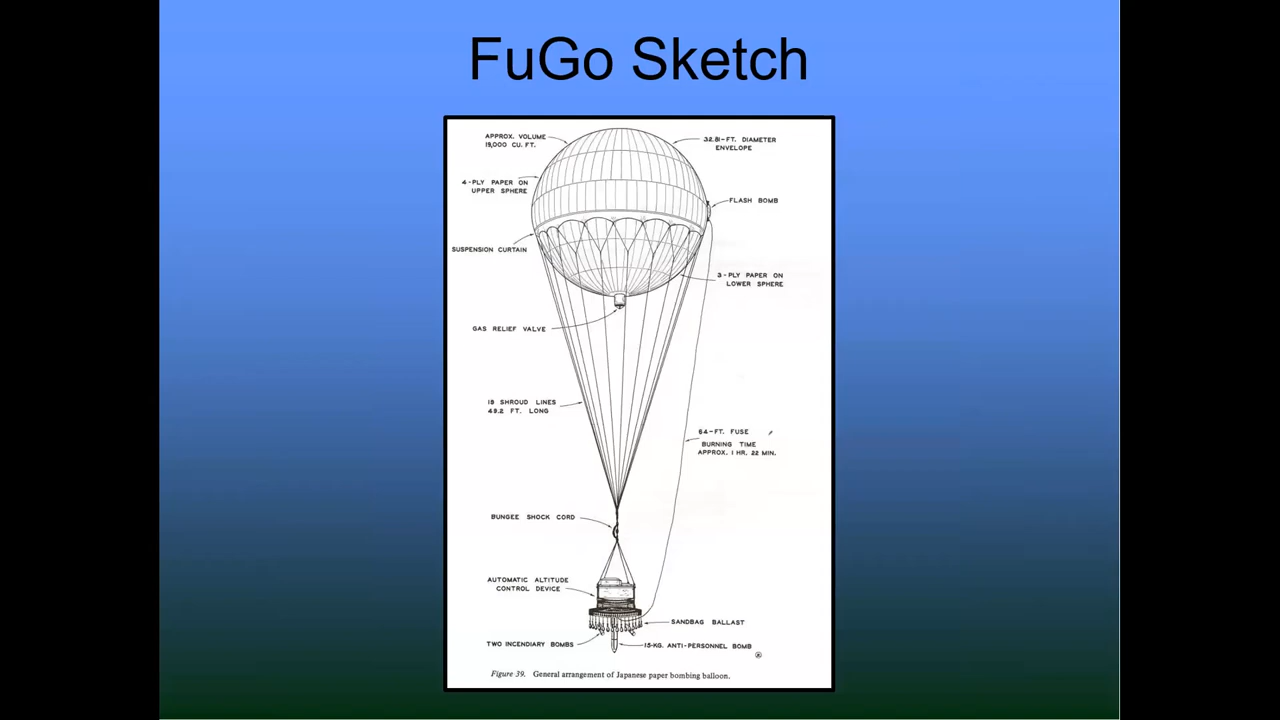 FuGo Sketch
APPROX. VOLUME
19,000 CU. FT.
32.81-FT. DIAMETER
ENVELOPE
4-PLY PAPER ON
UPPER SPHERE
FLASH BOMB
SUSPENSION CURTAIN
3-PLY PAPER ON
LOWER SPHERE
GAS RELIEF VALVE
19 SHROUD LINES
49.2 FT. LONG
64-FT. FUSE
BURNING TIME
APPROX. 1 HR. 22 MIN.
BUNGEE SHOCK CORD
AUTOMATIC ALTITUDE
CONTROL DEVICE
SANDBAG BALLAST
TWO INCENDIARY BOMBS
15-KG. ANTI-PERSONNEL BOMB
Figure 39. General arrangement of Japanese paper bombing balloon.